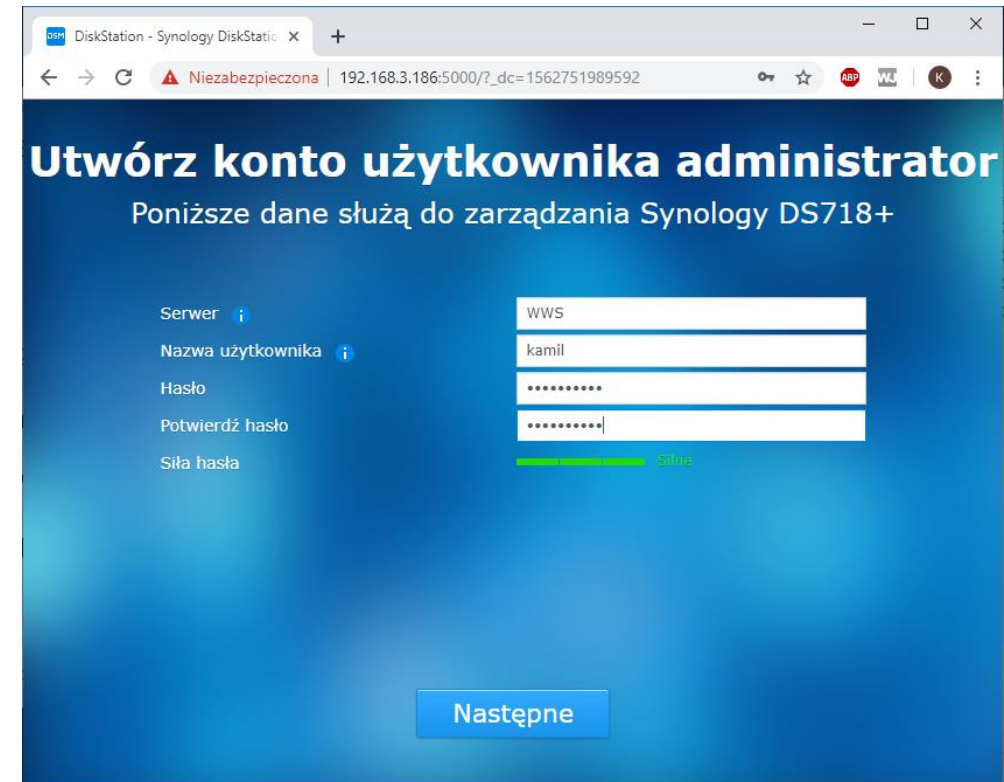 DSM DiskStation - Synology DiskStatio
Niezabezpieczona | 192.168.3.186:5000/?_dc=1562751989592 ABP WJ K
Utwórz konto użytkownika administrator
Poniższe dane służą do zarządzania Synology DS718+
Serwer i WWS
Nazwa użytkownika i kamil
Hasło ••••••••••
Potwierdź hasło ••••••••••
Siła hasła Silne
Następne